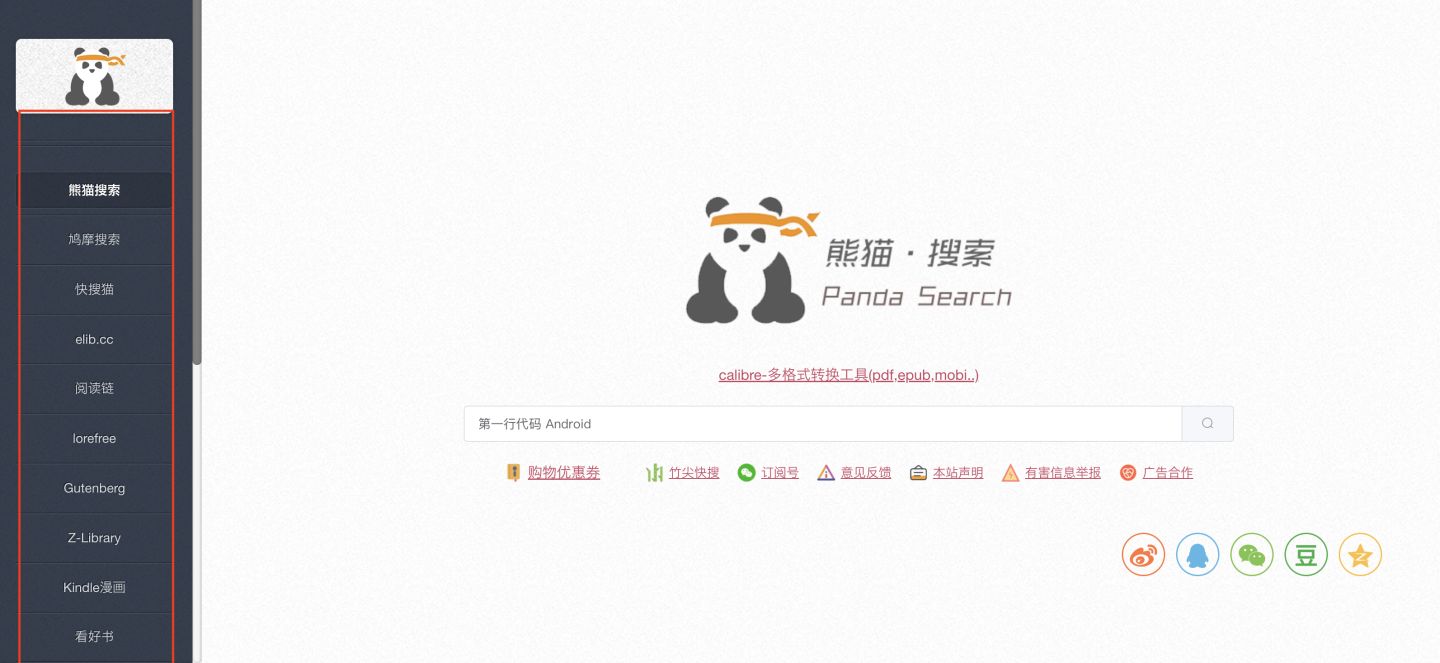 熊猫搜索
鸠摩搜索
快搜猫
elib.cc
阅读链
lorefree
Gutenberg
Z-Library
Kindle漫画
看好书
熊猫·搜索
Panda Search
calibre-多格式转换工具(pdf,epub,mobi..)
第一行代码 Android
购物优惠券 竹尖快搜 订阅号 意见反馈 本站声明 有害信息举报 广告合作
豆